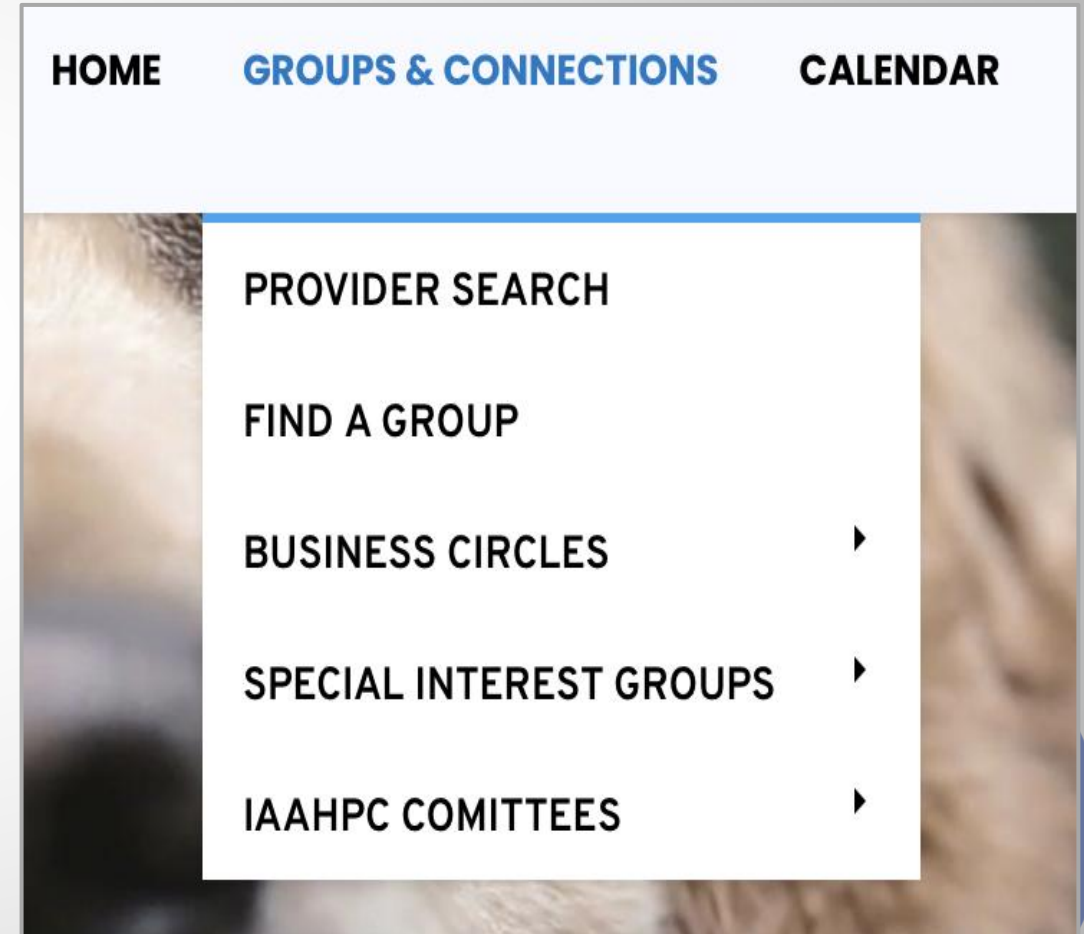 HOME GROUPS & CONNECTIONS CALENDAR
PROVIDER SEARCH
FIND A GROUP
BUSINESS CIRCLES
SPECIAL INTEREST GROUPS
IAAHPC COMITTEES